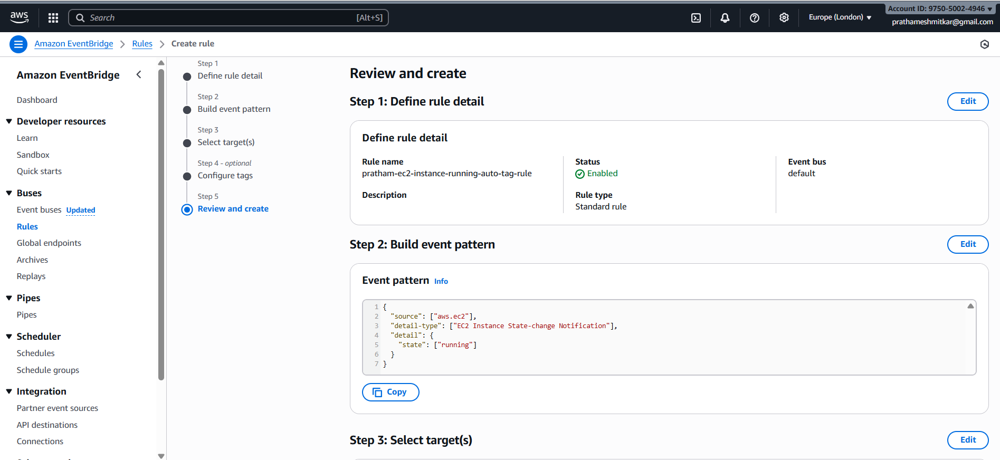 aws
Search
[Alt+S]
Europe (London)
Account ID: 9750-5002-4946
prathameshmitkar@gmail.com
Amazon EventBridge
Rules
Create rule
Amazon EventBridge
Dashboard
Developer resources
Learn
Sandbox
Quick starts
Buses
Event buses Updated
Rules
Global endpoints
Archives
Replays
Pipes
Pipes
Scheduler
Schedules
Schedule groups
Integration
Partner event sources
API destinations
Connections
Step 1
Define rule detail
Step 2
Build event pattern
Step 3
Select target(s)
Step 4 - optional
Configure tags
Step 5
Review and create
Review and create
Step 1: Define rule detail
Edit
Define rule detail
Rule name
pratham-ec2-instance-running-auto-tag-rule
Description
Status
Enabled
Rule type
Standard rule
Event bus
default
Step 2: Build event pattern
Edit
Event pattern Info
1 {
2 "source": ["aws.ec2"],
3 "detail-type": ["EC2 Instance State-change Notification"],
4 "detail": {
5 "state": ["running"]
6 }
7 }
Copy
Step 3: Select target(s)
Edit